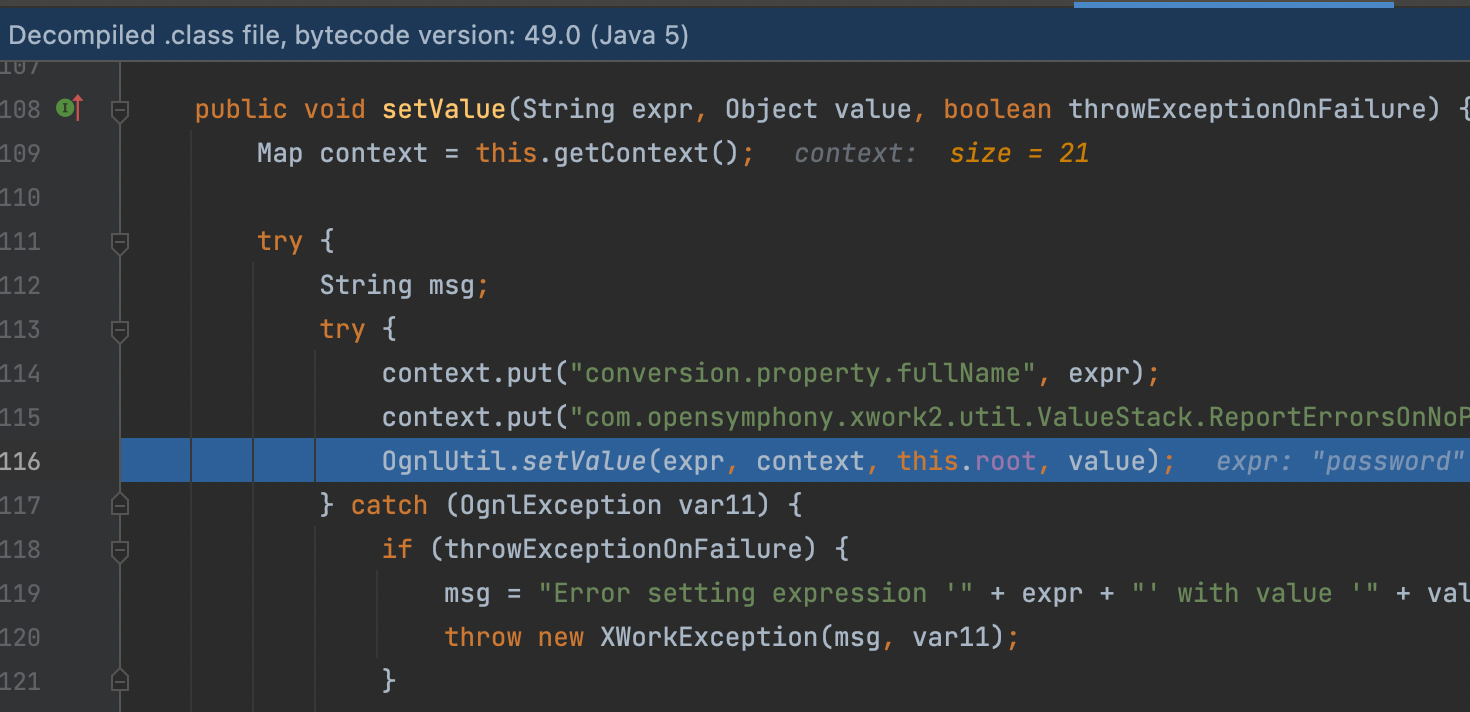 Decompiled .class file, bytecode version: 49.0 (Java 5)
107
108 public void setValue(String expr, Object value, boolean throwExceptionOnFailure) {
109 Map context = this.getContext(); context: size = 21
110
111 try {
112 String msg;
113 try {
114 context.put("conversion.property.fullName", expr);
115 context.put("com.opensymphony.xwork2.util.ValueStack.ReportErrorsOnNoP
116 OgnlUtil.setValue(expr, context, this.root, value); expr: "password"
117 } catch (OgnlException var11) {
118 if (throwExceptionOnFailure) {
119 msg = "Error setting expression '" + expr + "' with value '" + val
120 throw new XWorkException(msg, var11);
121 }